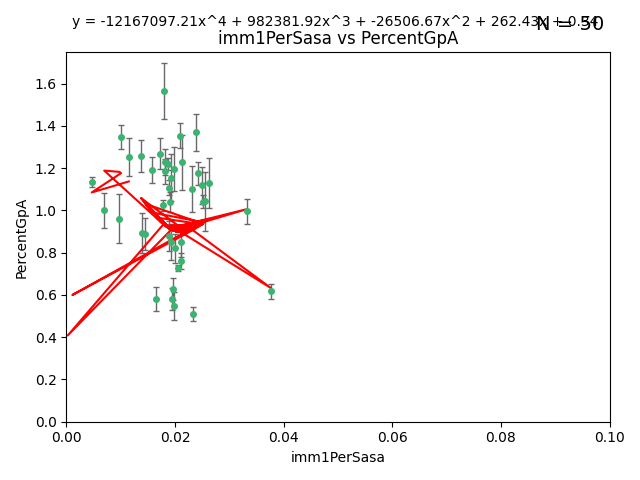 y = -12167097.21x^4 + 982381.92x^3 + -26506.67x^2 + 262.43x +
N = 50
imm1PerSasa vs PercentGpA
PercentGpA
1.6
1.4
1.2
1.0
0.8
0.6
0.4
0.2
0.0
0.00 0.02 0.04 0.06 0.08 0.10
imm1PerSasa